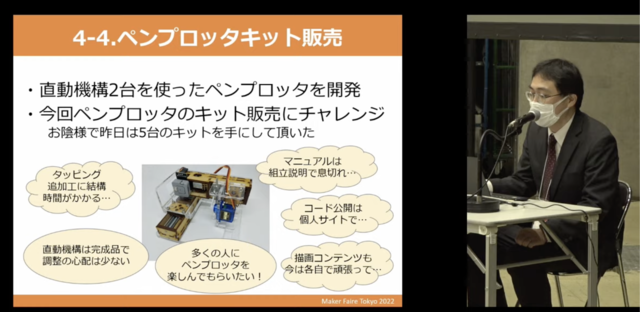 4-4.ペンプロッタキット販売
・直動機構2台を使ったペンプロッタを開発
・今回ペンプロッタのキット販売にチャレンジ
お陰様で昨日は5台のキットを手にして頂いた
タッピング
追加工に結構
時間がかかる…
マニュアルは
組立説明で息切れ…
コード公開は
個人サイトで…
直動機構は完成品で
調整の心配は少ない
多くの人に
ペンプロッタを
楽しんでもらいたい！
描画コンテンツも
今は各自で頑張って…
Maker Faire Tokyo 2022